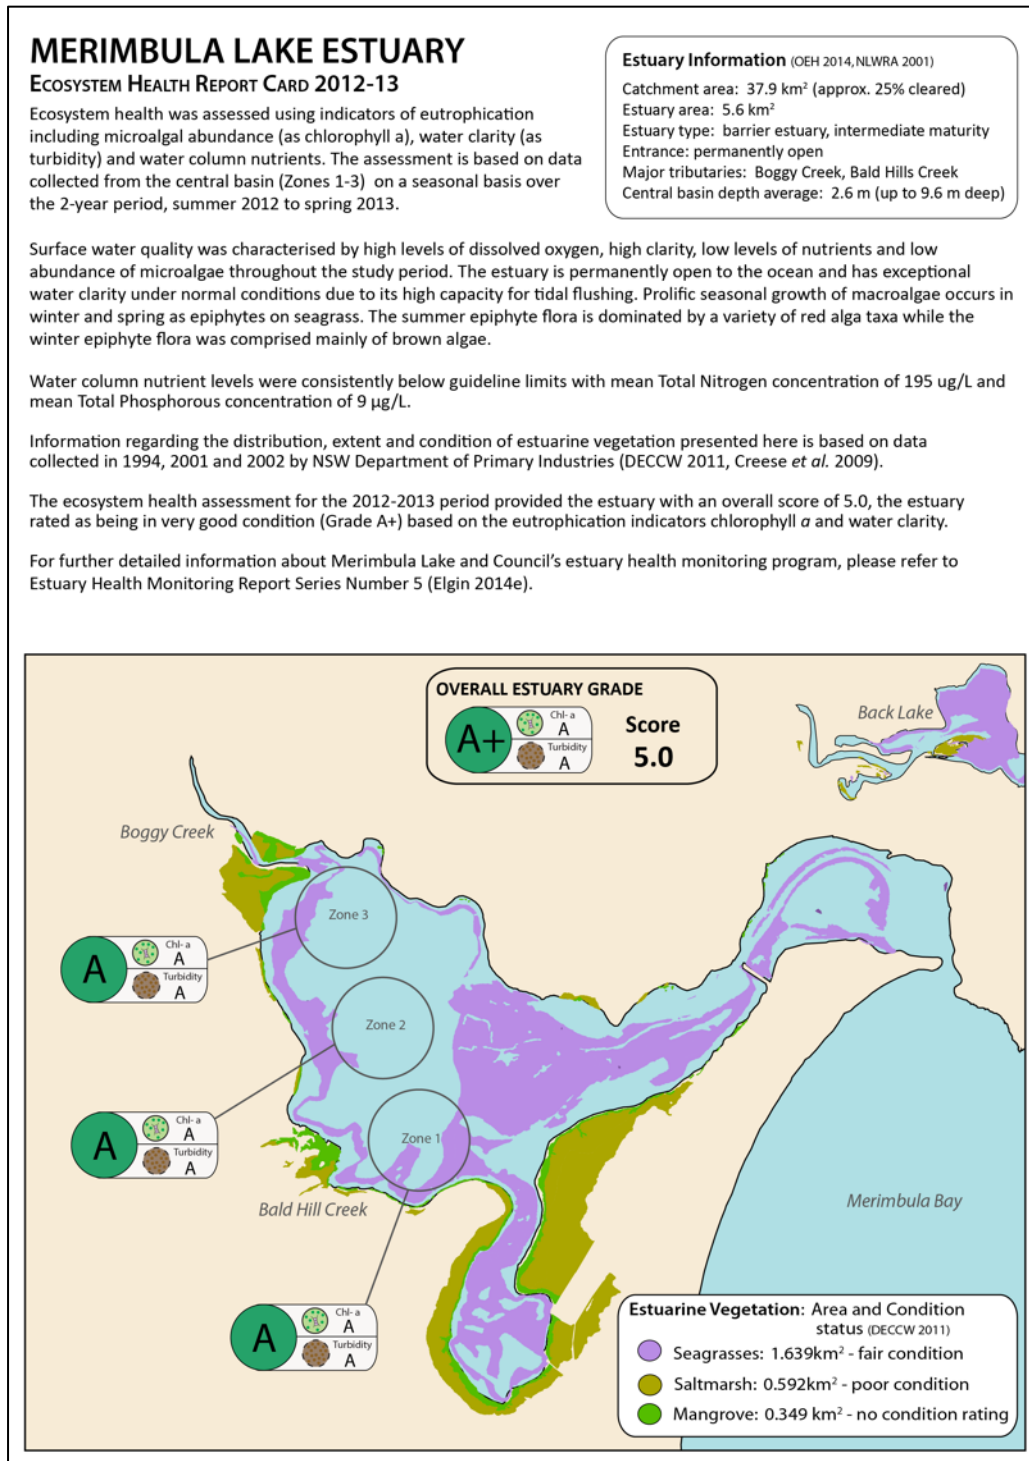 MERIMBULA LAKE ESTUARY
ECOSYSTEM HEALTH REPORT CARD 2012-13
Ecosystem health was assessed using indicators of eutrophication
including microalgal abundance (as chlorophyll a), water clarity (as
turbidity) and water column nutrients. The assessment is based on data
collected from the central basin (Zones 1-3) on a seasonal basis over
the 2-year period, summer 2012 to spring 2013.
Estuary Information (OEH 2014, NLWRA 2001)
Catchment area: 37.9 km² (approx. 25% cleared)
Estuary area: 5.6 km²
Estuary type: barrier estuary, intermediate maturity
Entrance: permanently open
Major tributaries: Boggy Creek, Bald Hills Creek
Central basin depth average: 2.6 m (up to 9.6 m deep)
Surface water quality was characterised by high levels of dissolved oxygen, high clarity, low levels of nutrients and low
abundance of microalgae throughout the study period. The estuary is permanently open to the ocean and has exceptional
water clarity under normal conditions due to its high capacity for tidal flushing. Prolific seasonal growth of macroalgae occurs in
winter and spring as epiphytes on seagrass. The summer epiphyte flora is dominated by a variety of red alga taxa while the
winter epiphyte flora was comprised mainly of brown algae.
Water column nutrient levels were consistently below guideline limits with mean Total Nitrogen concentration of 195 ug/L and
mean Total Phosphorous concentration of 9 µg/L.
Information regarding the distribution, extent and condition of estuarine vegetation presented here is based on data
collected in 1994, 2001 and 2002 by NSW Department of Primary Industries (DECCW 2011, Creese et al. 2009).
The ecosystem health assessment for the 2012-2013 period provided the estuary with an overall score of 5.0, the estuary
rated as being in very good condition (Grade A+) based on the eutrophication indicators chlorophyll a and water clarity.
For further detailed information about Merimbula Lake and Council's estuary health monitoring program, please refer to
Estuary Health Monitoring Report Series Number 5 (Elgin 2014e).
OVERALL ESTUARY GRADE
A+
Chl- a
A
Turbidity
A
Score
5.0
Back Lake
Boggy Creek
Zone 3
A
Chl- a
A
Turbidity
A
Zone 2
A
Chl- a
A
Turbidity
A
Zone 1
Bald Hill Creek
Merimbula Bay
A
Chl- a
A
Turbidity
A
Estuarine Vegetation: Area and Condition
status (DECCW 2011)
Seagrasses: 1.639km² - fair condition
Saltmarsh: 0.592km² - poor condition
Mangrove: 0.349 km² - no condition rating